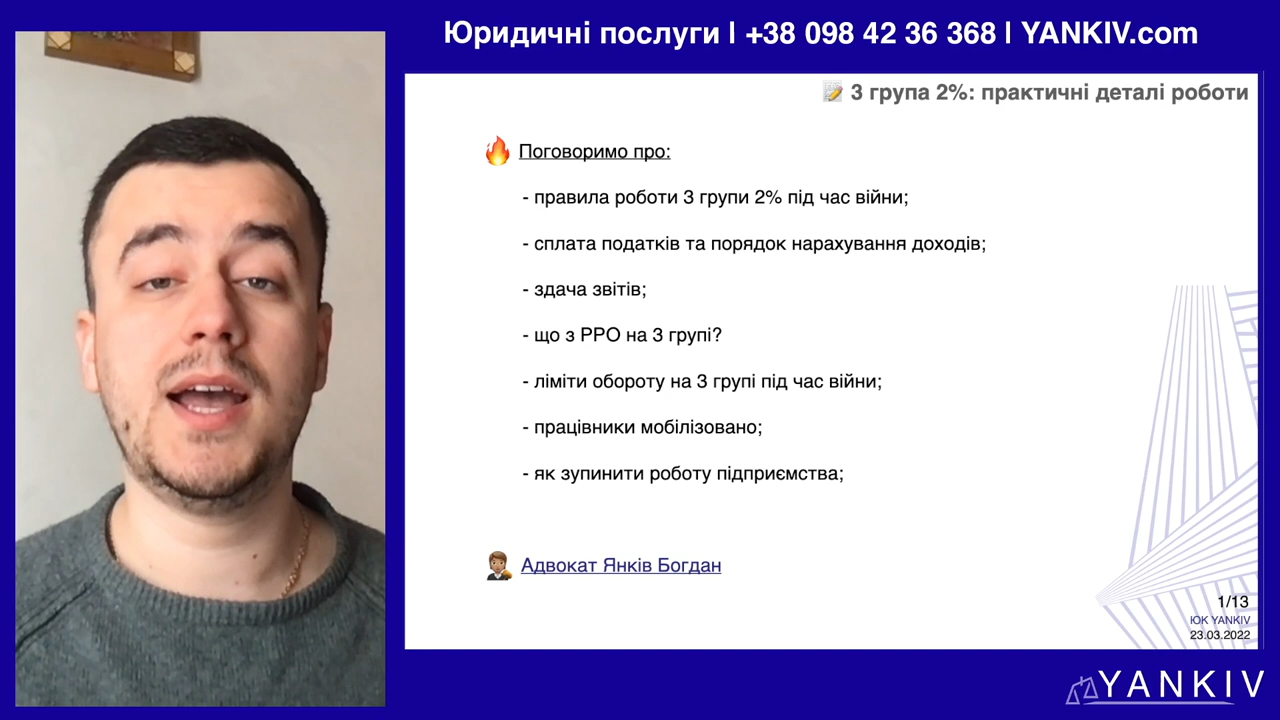 Юридичні послуги | +38 098 42 36 368 | YANKIV.com
3 група 2%: практичні деталі роботи
Поговоримо про:
- правила роботи 3 групи 2% під час війни;
- сплата податків та порядок нарахування доходів;
- здача звітів;
- що з РРО на 3 групі?
- ліміти обороту на 3 групі під час війни;
- працівники мобілізовано;
- як зупинити роботу підприємства;
Адвокат Янків Богдан
1/13
ЮК YANKIV
23.03.2022
YANKIV